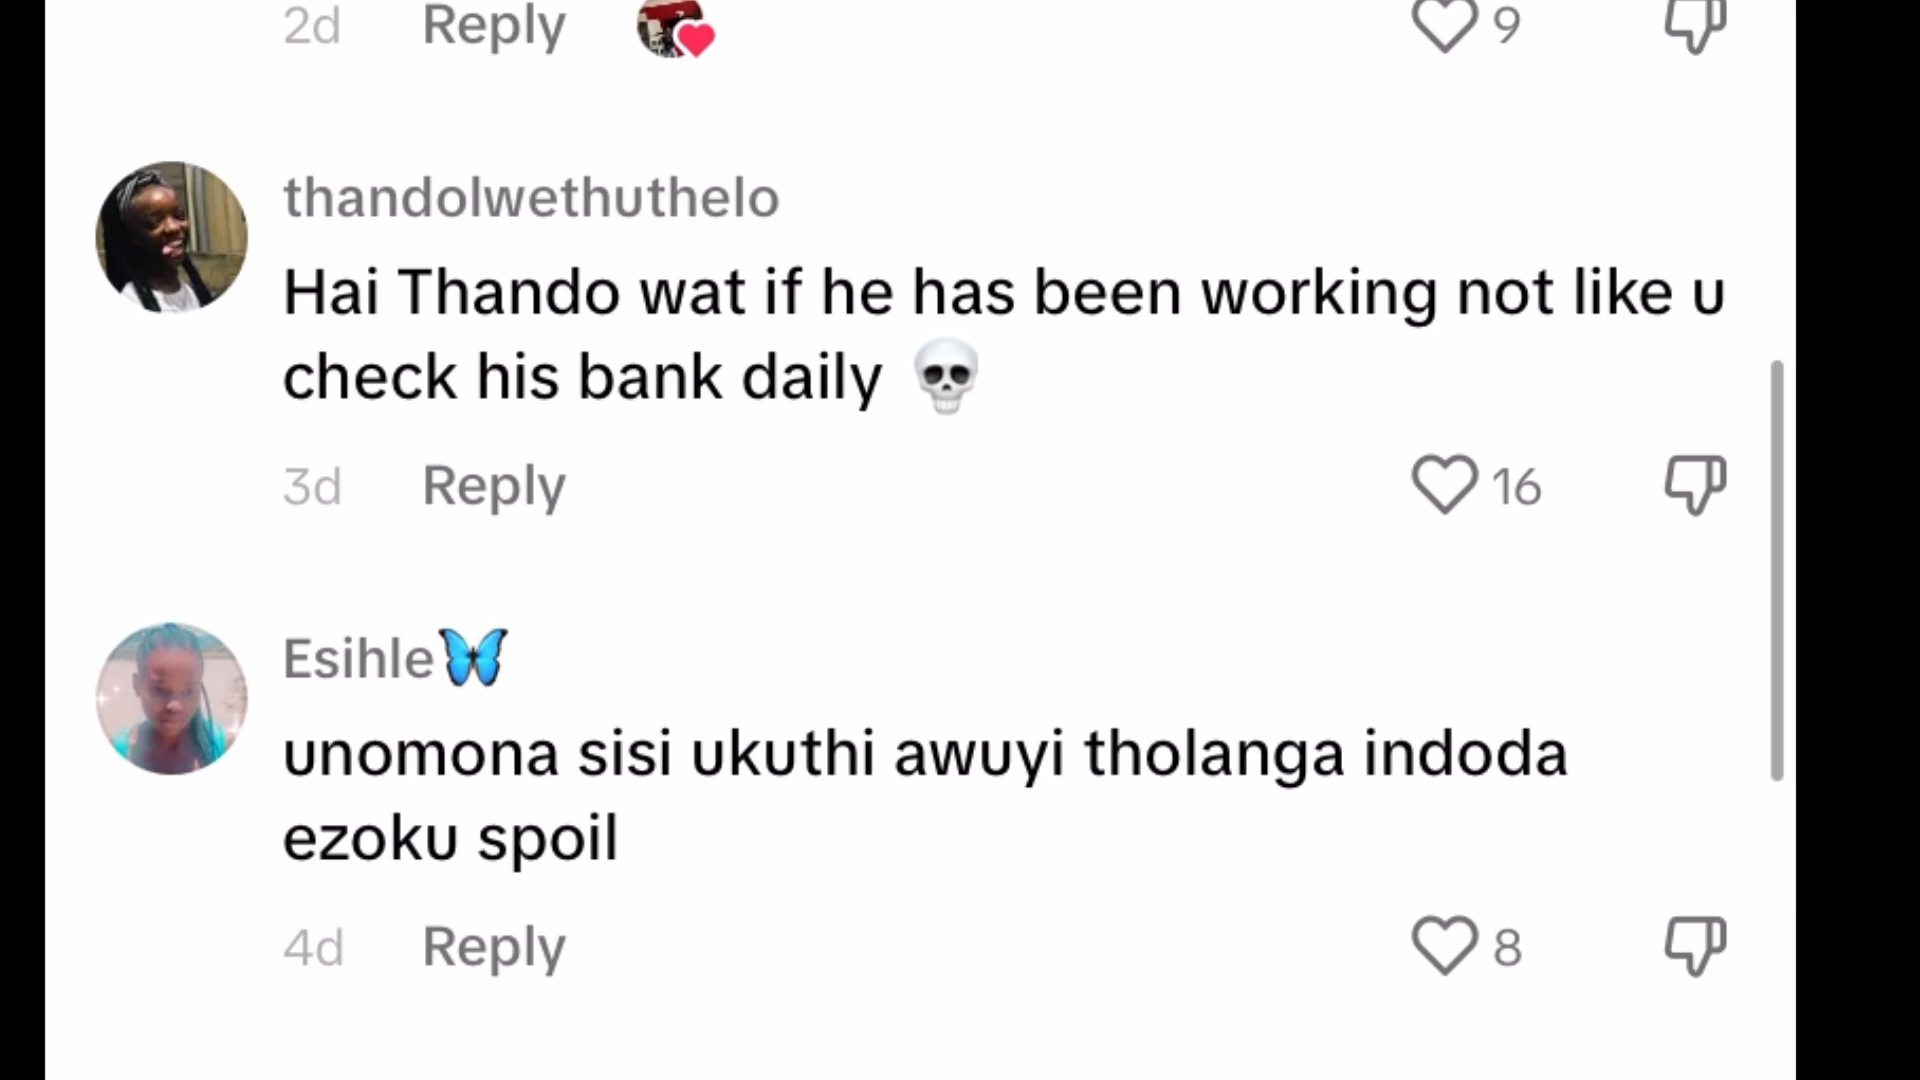 2d Reply 9
thandolwethuthelo
Hai Thando wat if he has been working not like u
check his bank daily 💀
3d Reply 16
Esihle🦋
unomona sisi ukuthi awuyi tholanga indoda
ezoku spoil
4d Reply 8